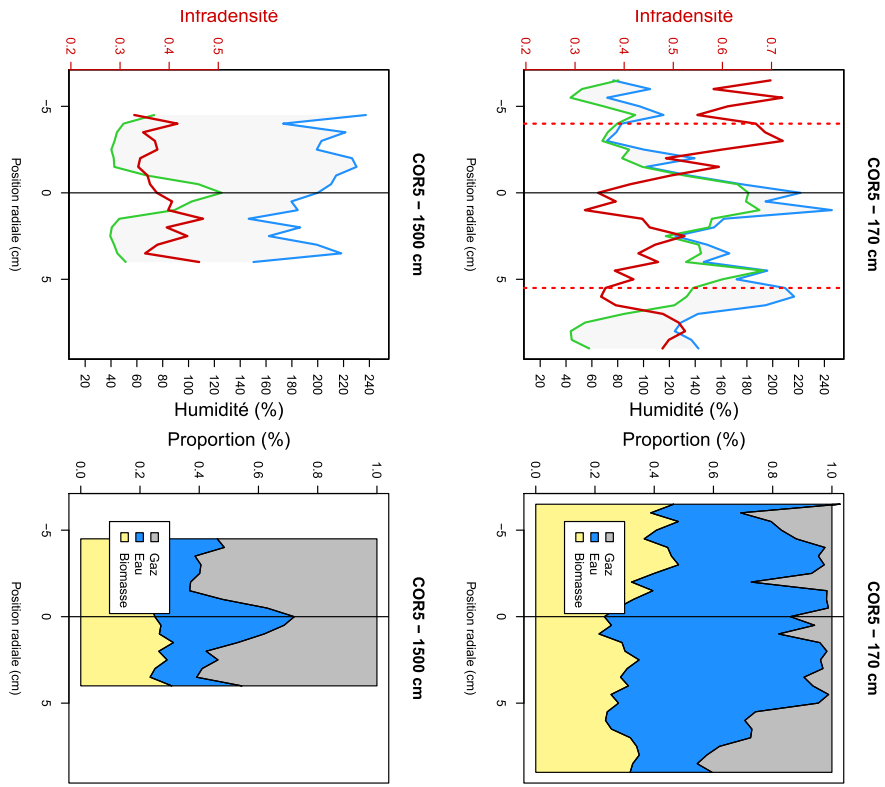 Infradensité
0.2 0.3 0.4 0.5
-5 0 5
Position radiale (cm)
COR5 – 1500 cm
20 40 60 80 100 120 140 160 180 200 220 240
Humidité (%)
Infradensité
0.2 0.3 0.4 0.5 0.6 0.7
-5 0 5
Position radiale (cm)
COR5 – 170 cm
20 40 60 80 100 120 140 160 180 200 220 240
Humidité (%)
Proportion (%)
0.0 0.2 0.4 0.6 0.8 1.0
-5 0 5
Position radiale (cm)
COR5 – 1500 cm
Gaz
Eau
Biomasse
Proportion (%)
0.0 0.2 0.4 0.6 0.8 1.0
-5 0 5
Position radiale (cm)
COR5 – 170 cm
Gaz
Eau
Biomasse